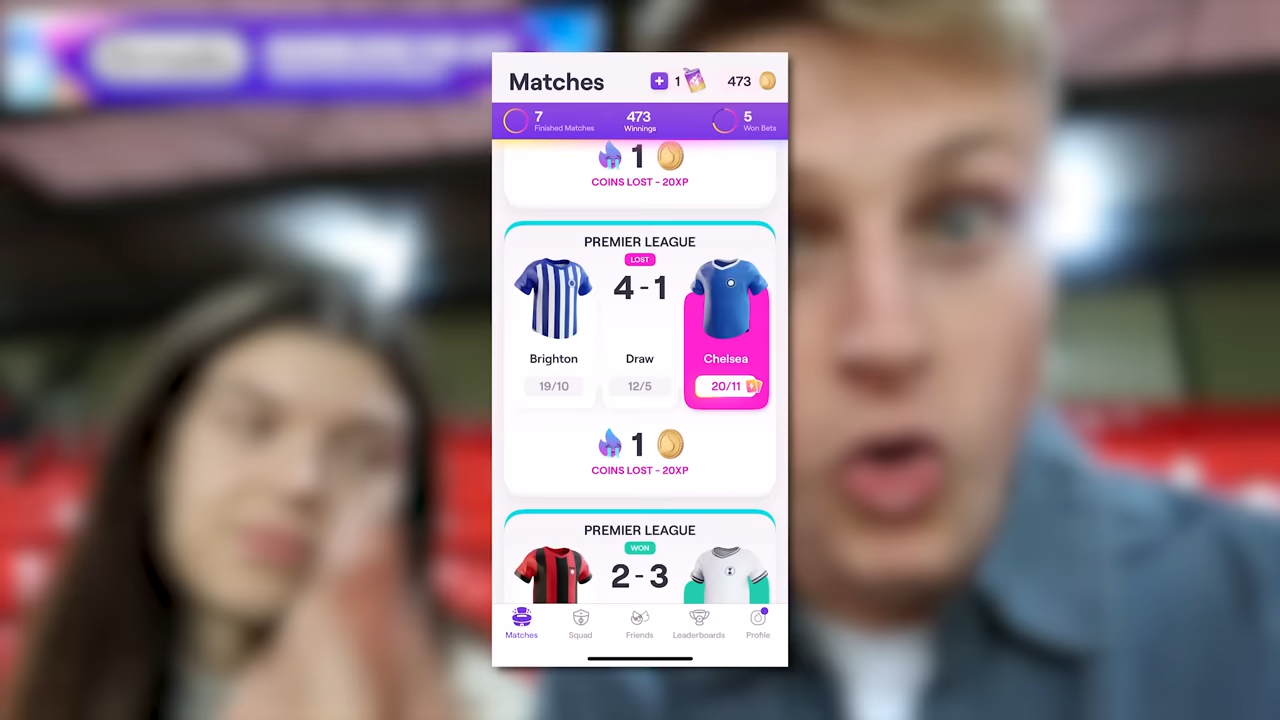 Matches
1
473
7
Finished Matches
473
Winnings
5
Won Bets
1
COINS LOST - 20XP
PREMIER LEAGUE
LOST
4 - 1
Brighton
Draw
Chelsea
19/10
12/5
20/11
1
COINS LOST - 20XP
PREMIER LEAGUE
WON
2 - 3
Matches
Squad
Friends
Leaderboards
Profile